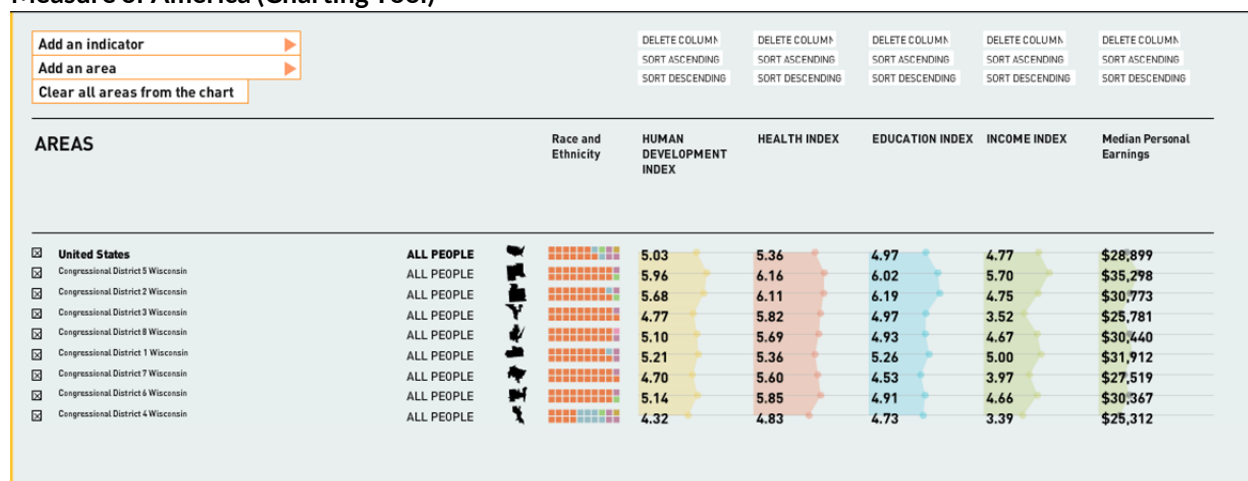 Measure of America (Charting Tool)
Add an indicator
Add an area
Clear all areas from the chart
DELETE COLUMN DELETE COLUMN DELETE COLUMN DELETE COLUMN DELETE COLUMN
SORT ASCENDING SORT ASCENDING SORT ASCENDING SORT ASCENDING SORT ASCENDING
SORT DESCENDING SORT DESCENDING SORT DESCENDING SORT DESCENDING SORT DESCENDING
AREAS
Race and
Ethnicity
HUMAN
DEVELOPMENT
INDEX
HEALTH INDEX
EDUCATION INDEX
INCOME INDEX
Median Personal
Earnings
United States ALL PEOPLE 5.03 5.36 4.97 4.77 $28,899
Congressional District 5 Wisconsin ALL PEOPLE 5.96 6.16 6.02 5.70 $35,298
Congressional District 2 Wisconsin ALL PEOPLE 5.68 6.11 6.19 4.75 $30,773
Congressional District 3 Wisconsin ALL PEOPLE 4.77 5.82 4.97 3.52 $25,781
Congressional District 8 Wisconsin ALL PEOPLE 5.10 5.69 4.93 4.67 $30,440
Congressional District 1 Wisconsin ALL PEOPLE 5.21 5.36 5.26 5.00 $31,912
Congressional District 7 Wisconsin ALL PEOPLE 4.70 5.60 4.53 3.97 $27,519
Congressional District 6 Wisconsin ALL PEOPLE 5.14 5.85 4.91 4.66 $30,367
Congressional District 4 Wisconsin ALL PEOPLE 4.32 4.83 4.73 3.39 $25,312